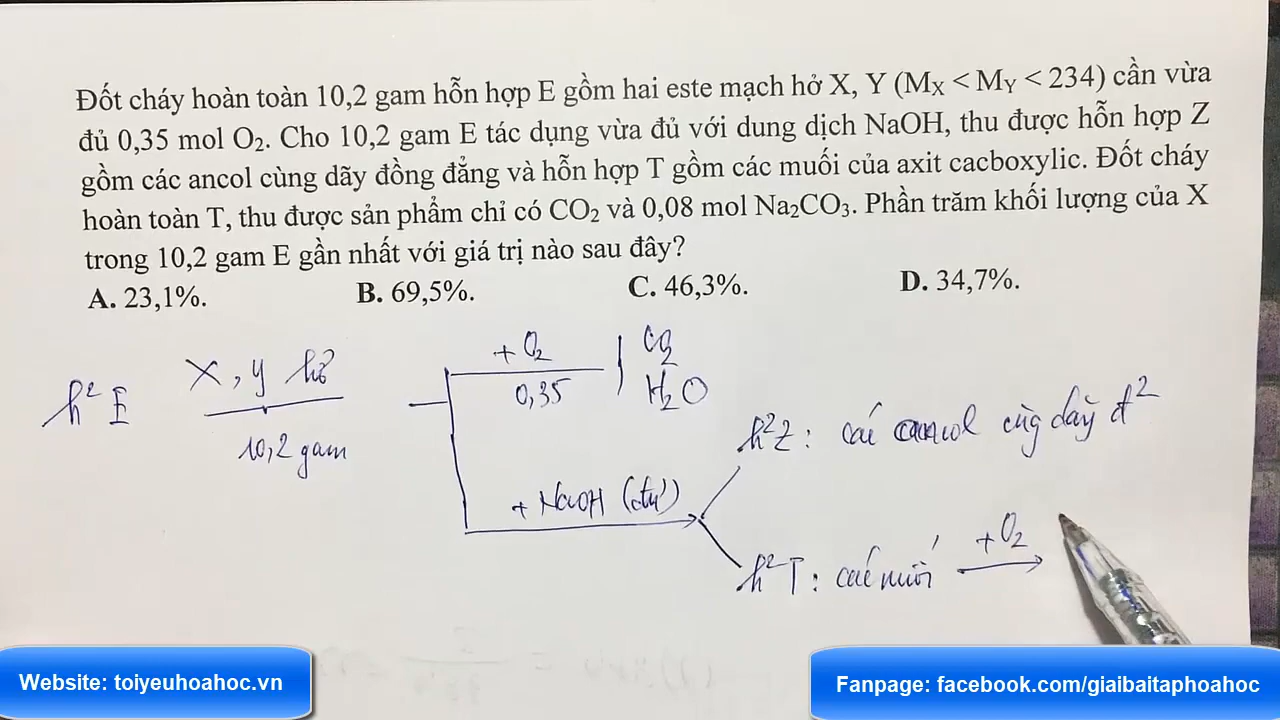 Đốt cháy hoàn toàn 10,2 gam hỗn hợp E gồm hai este mạch hở X, Y (Mₓ < Mᵧ < 234) cần vừa
đủ 0,35 mol O₂. Cho 10,2 gam E tác dụng vừa đủ với dung dịch NaOH, thu được hỗn hợp Z
gồm các ancol cùng dãy đồng đẳng và hỗn hợp T gồm các muối của axit cacboxylic. Đốt cháy
hoàn toàn T, thu được sản phẩm chỉ có CO₂ và 0,08 mol Na₂CO₃. Phần trăm khối lượng của X
trong 10,2 gam E gần nhất với giá trị nào sau đây?
A. 23,1%. B. 69,5%. C. 46,3%. D. 34,7%.
+ O₂
CO₂
h² E X, Y hở
0,35
H₂O
10,2 gam
h² Z : các ancol cùg dãy đ²
+ NaOH (đủ)
h² T : các muối + O₂
Website: toiyeuhoahoc.vn
Fanpage: facebook.com/giaibaitaphoahoc